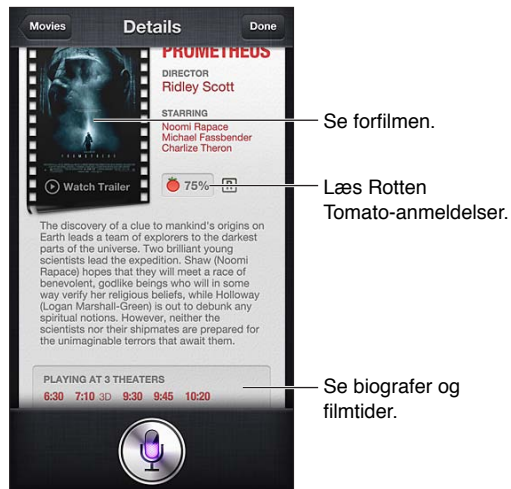 Movies
Details
Done
PROMETHEUS
DIRECTOR
Ridley Scott
STARRING
Noomi Rapace
Michael Fassbender
Charlize Theron
PROMETHEUS
Watch Trailer
75%
R
The discovery of a clue to mankind's origins on
Earth leads a team of explorers to the darkest
parts of the universe. Two brilliant young
scientists lead the expedition. Shaw (Noomi
Rapace) hopes that they will meet a race of
benevolent, godlike beings who will in some
way verify her religious beliefs, while Holloway
(Logan Marshall-Green) is out to debunk any
spiritual notions. However, neither the
scientists nor their shipmates are prepared for
the unimaginable terrors that await them.
PLAYING AT 3 THEATERS
6:30 7:10 3D 9:30 9:45 10:20
Se forfilmen.
Læs Rotten
Tomato-anmeldelser.
Se biografer og
filmtider.